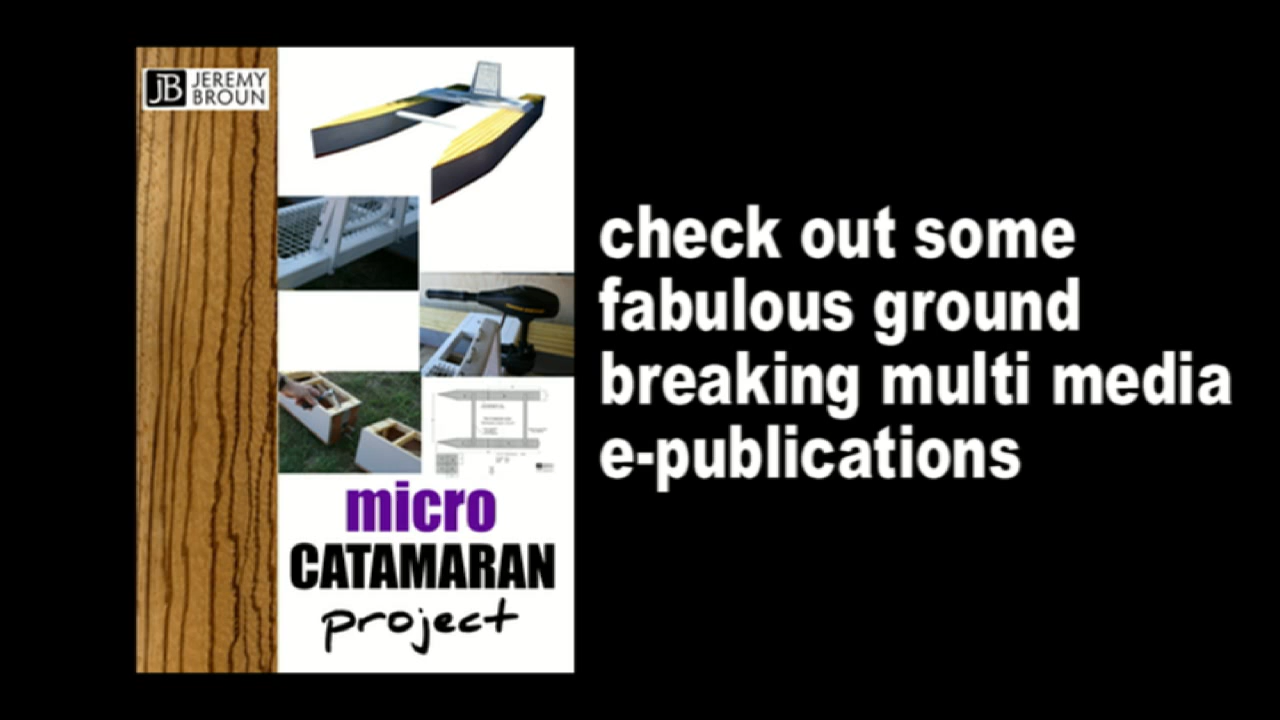 JB JEREMY
BROUN
micro
CATAMARAN
project
check out some
fabulous ground
breaking multi media
e-publications